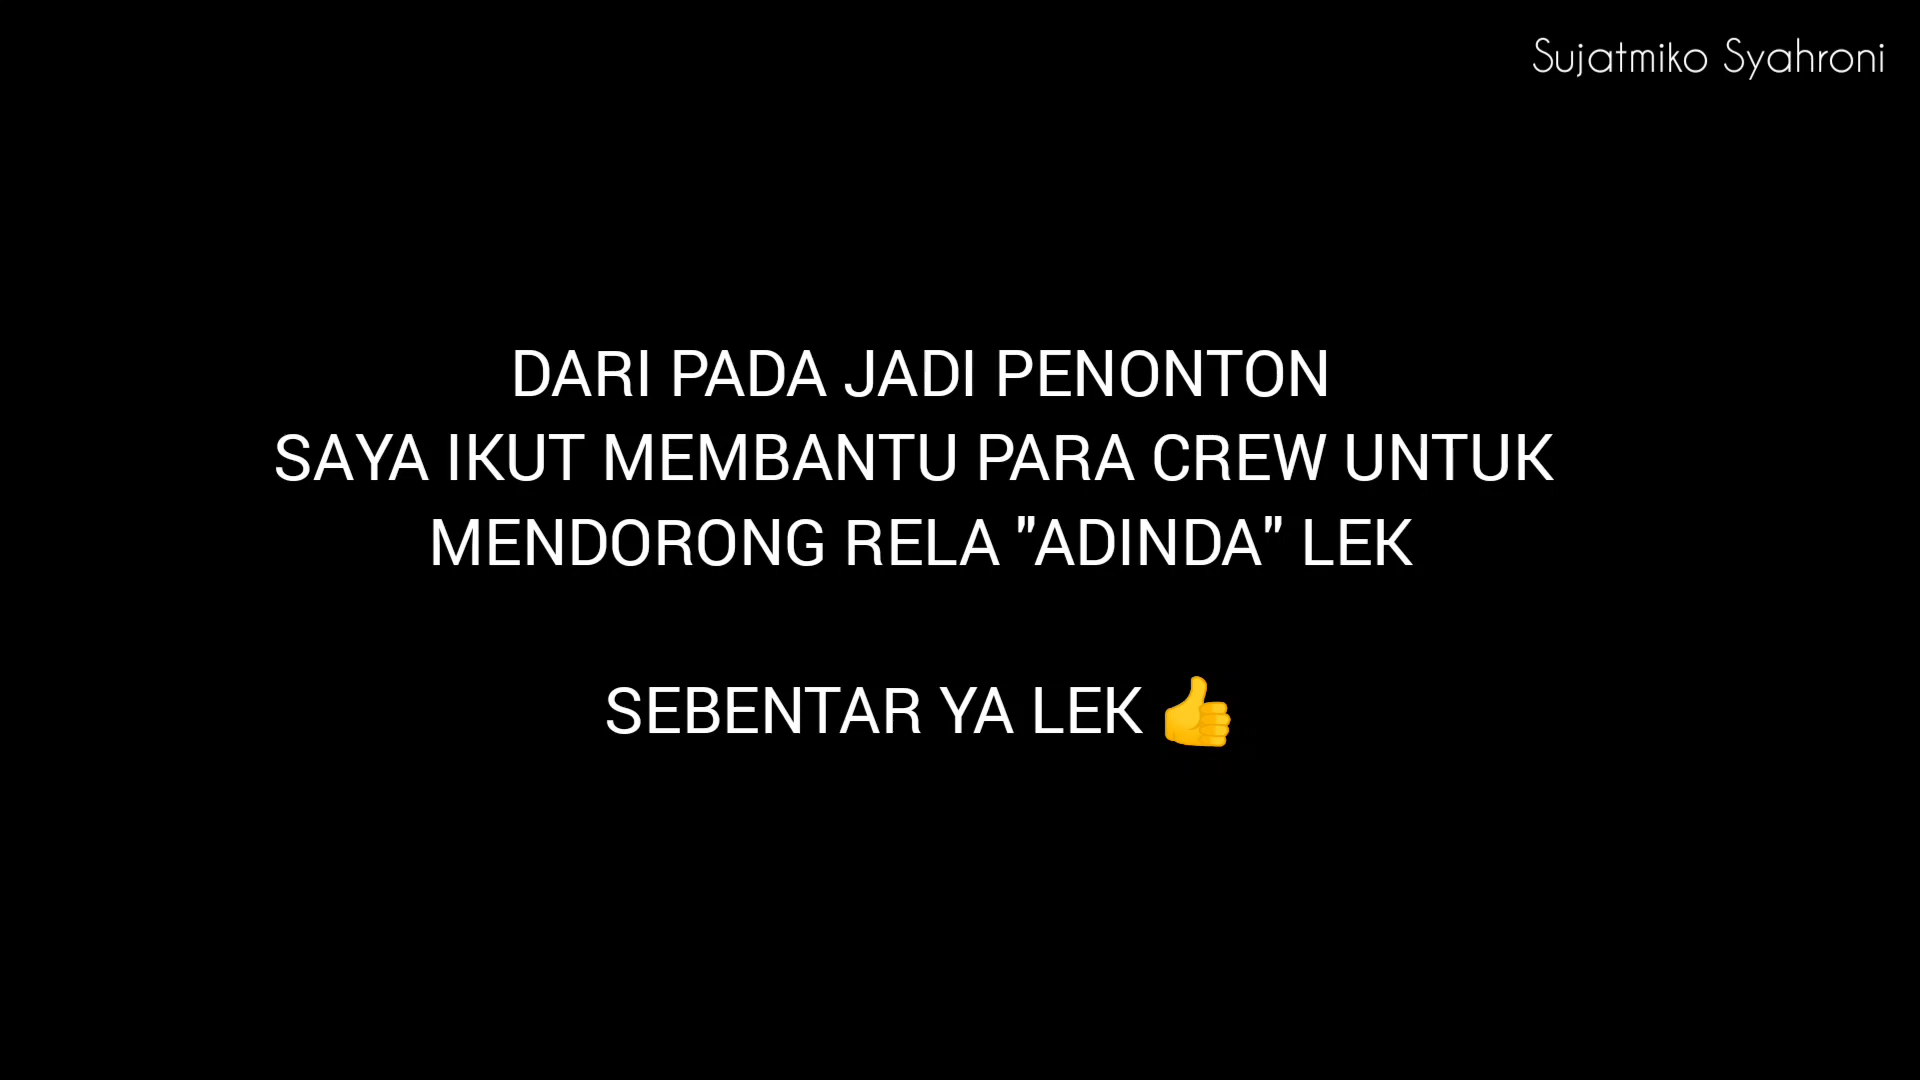 Sujatmiko Syahroni
DARI PADA JADI PENONTON
SAYA IKUT MEMBANTU PARA CREW UNTUK
MENDORONG RELA "ADINDA" LEK
SEBENTAR YA LEK 👍